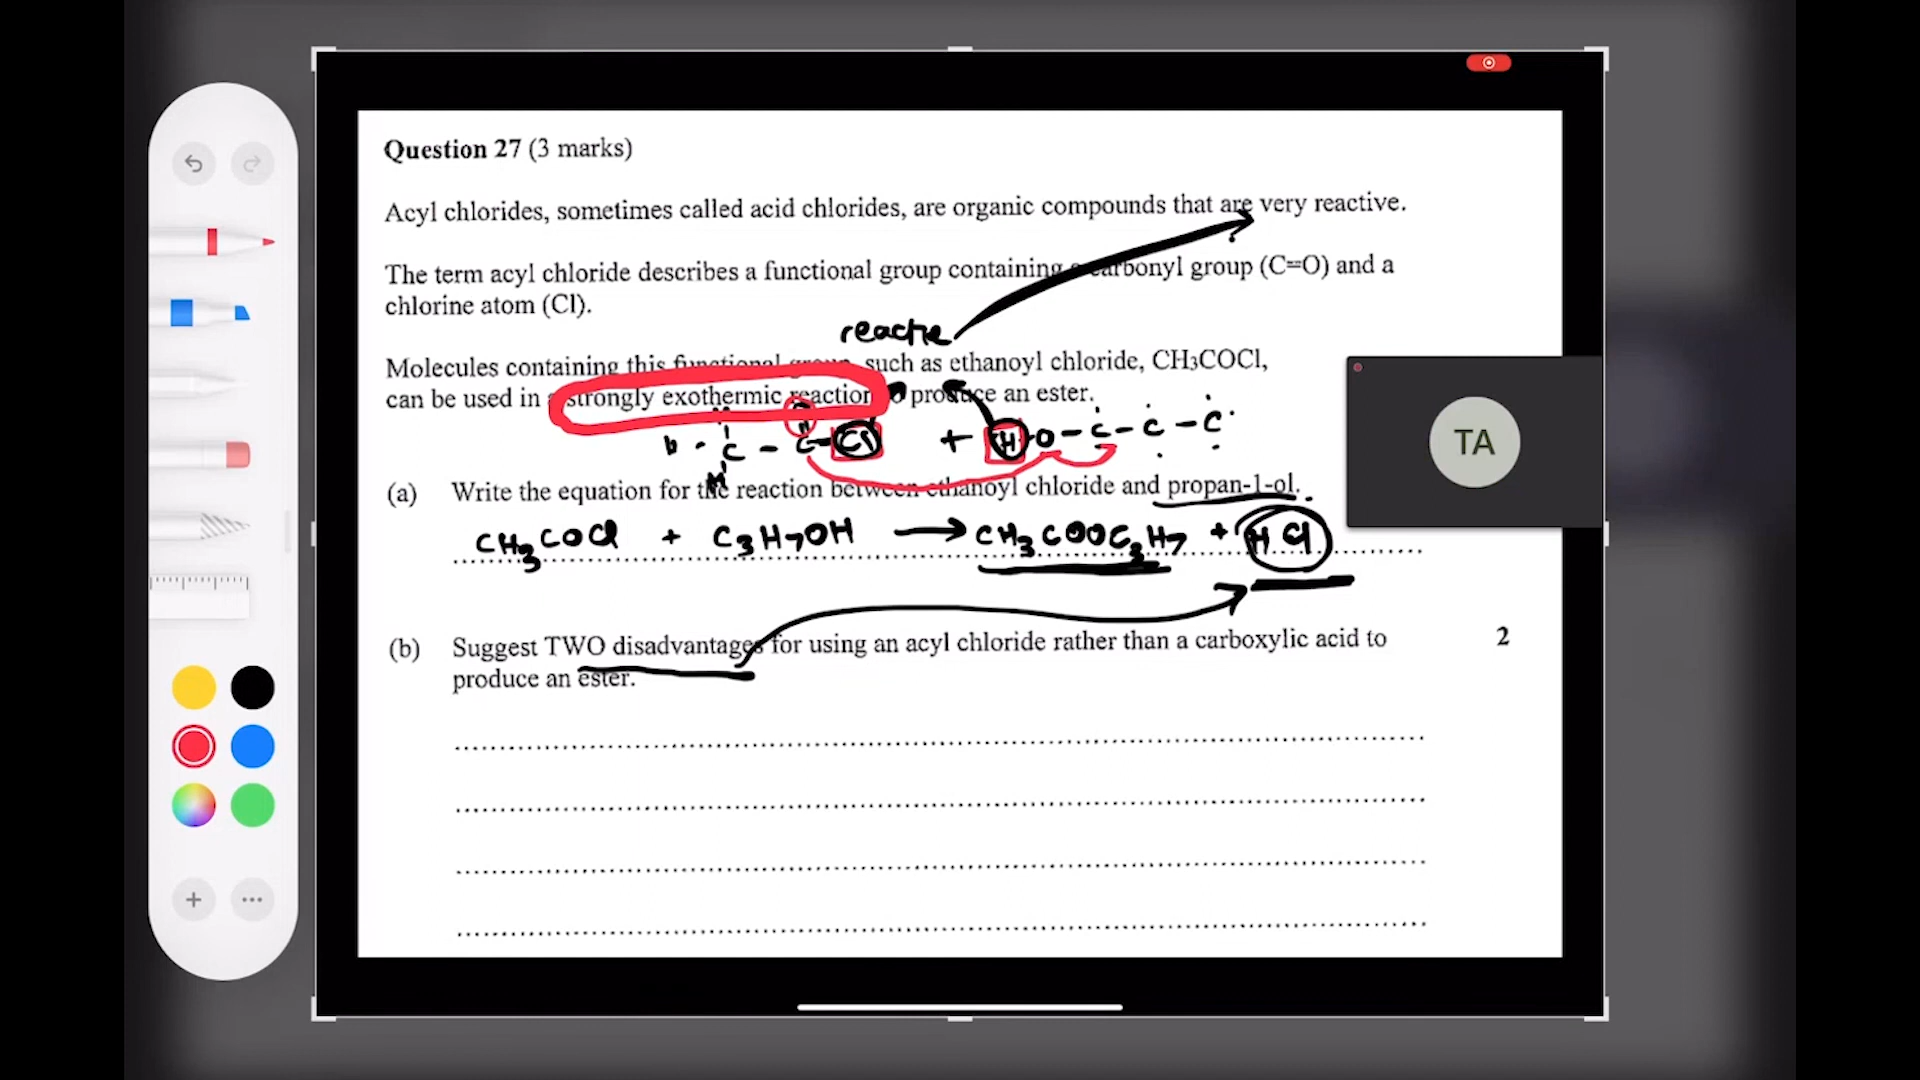 Question 27 (3 marks)
Acyl chlorides, sometimes called acid chlorides, are organic compounds that are very reactive.
The term acyl chloride describes a functional group containing a carbonyl group (C=O) and a
chlorine atom (Cl).
Molecules containing this functional group, such as ethanoyl chloride, CH3COCl,
can be used in strongly exothermic reaction produce an ester.
C - C - Cl + H O - C - C - C
H
(a) Write the equation for the reaction between ethanoyl chloride and propan-1-ol.
CH3COCl + C3H7OH → CH3COOC3H7 + HCl
(b) Suggest TWO disadvantages for using an acyl chloride rather than a carboxylic acid to 2
produce an ester.
TA